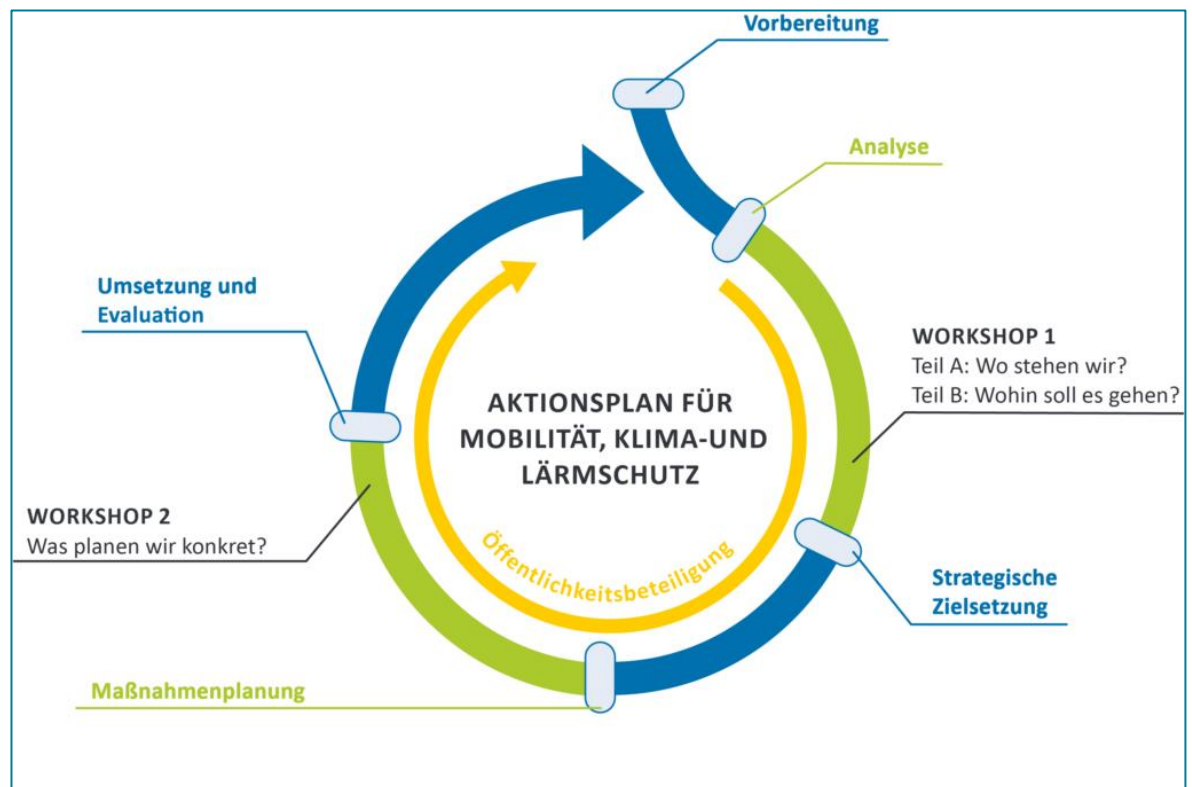 Vorbereitung
Analyse
WORKSHOP 1
Teil A: Wo stehen wir?
Teil B: Wohin soll es gehen?
Strategische
Zielsetzung
Maßnahmenplanung
WORKSHOP 2
Was planen wir konkret?
Umsetzung und
Evaluation
AKTIONSPLAN FÜR
MOBILITÄT, KLIMA-UND
LÄRMSCHUTZ
Öffentlichkeitsbeteiligung